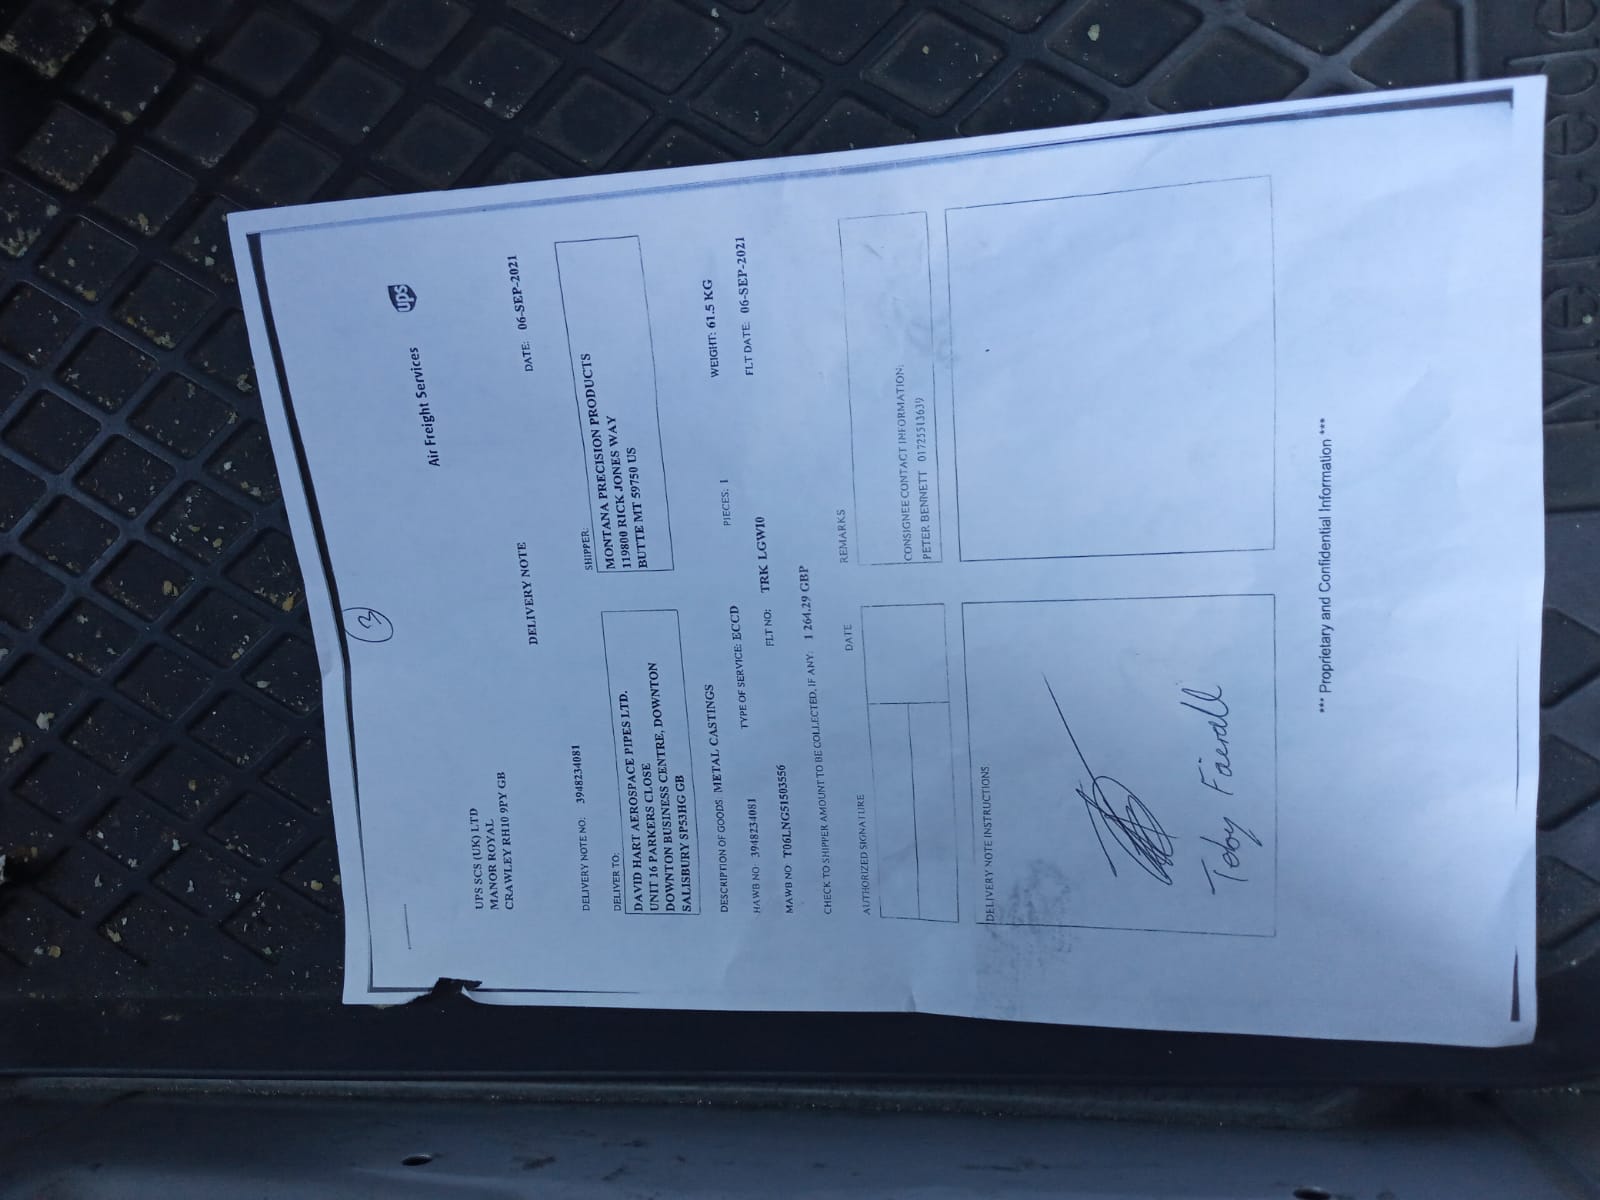 3
ups
Air Freight Services
UPS SCS (UK) LTD
MANOR ROYAL
CRAWLEY RH10 9PY GB
DELIVERY NOTE
DATE: 06-SEP-2021
DELIVERY NOTE NO. 3948234081
DELIVER TO:
DAVID HART AEROSPACE PIPES LTD.
UNIT 16 PARKERS CLOSE
DOWNTON BUSINESS CENTRE, DOWNTON
SALISBURY SP53HG GB
SHIPPER:
MONTANA PRECISION PRODUCTS
119800 RICK JONES WAY
BUTTE MT 59750 US
DESCRIPTION OF GOODS METAL CASTINGS PIECES: 1 WEIGHT: 61.5 KG
HAWB NO 3948234081 TYPE OF SERVICE: ECCD FLT NO: TRK LGW10 FLT DATE: 06-SEP-2021
MAWB NO T06LNG51503556
CHECK TO SHIPPER AMOUNT TO BE COLLECTED, IF ANY: 1 264.29 GBP
AUTHORIZED SIGNATURE DATE REMARKS
CONSIGNEE CONTACT INFORMATION:
PETER BENNETT 01725513639
DELIVERY NOTE INSTRUCTIONS
Toby Faerall
*** Proprietary and Confidential Information ***
Mercede